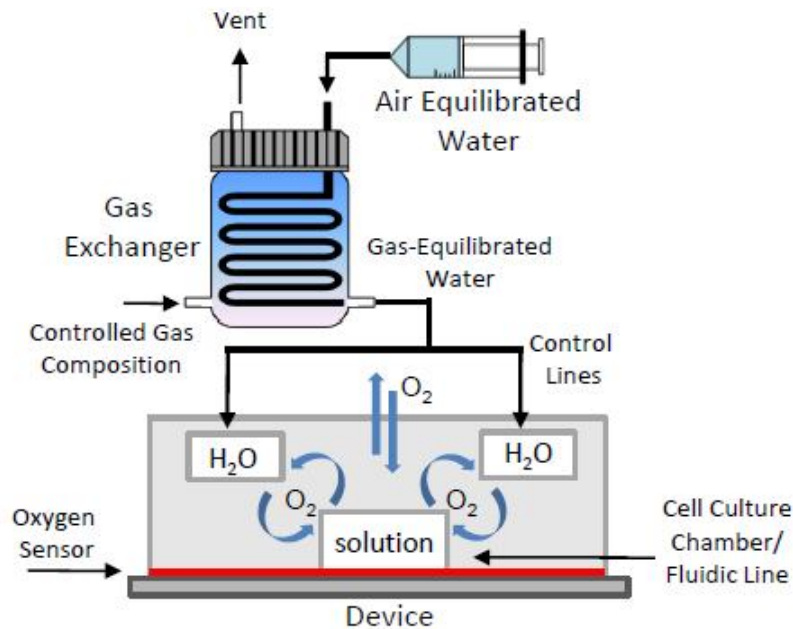 Vent
Air Equilibrated
Water
Gas
Exchanger
Gas-Equilibrated
Water
Controlled Gas
Composition
Control
Lines
O₂
H₂O
H₂O
O₂
O₂
Oxygen
Sensor
solution
Cell Culture
Chamber/
Fluidic Line
Device